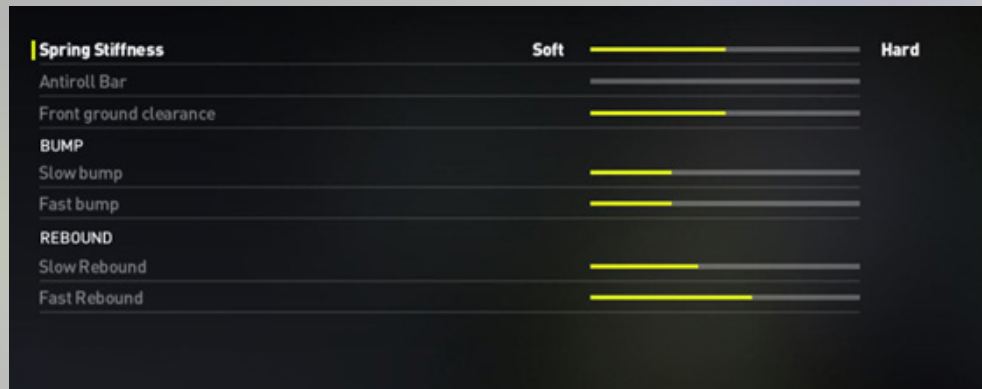 Spring Stiffness Soft Hard
Antiroll Bar
Front ground clearance
BUMP
Slow bump
Fast bump
REBOUND
Slow Rebound
Fast Rebound